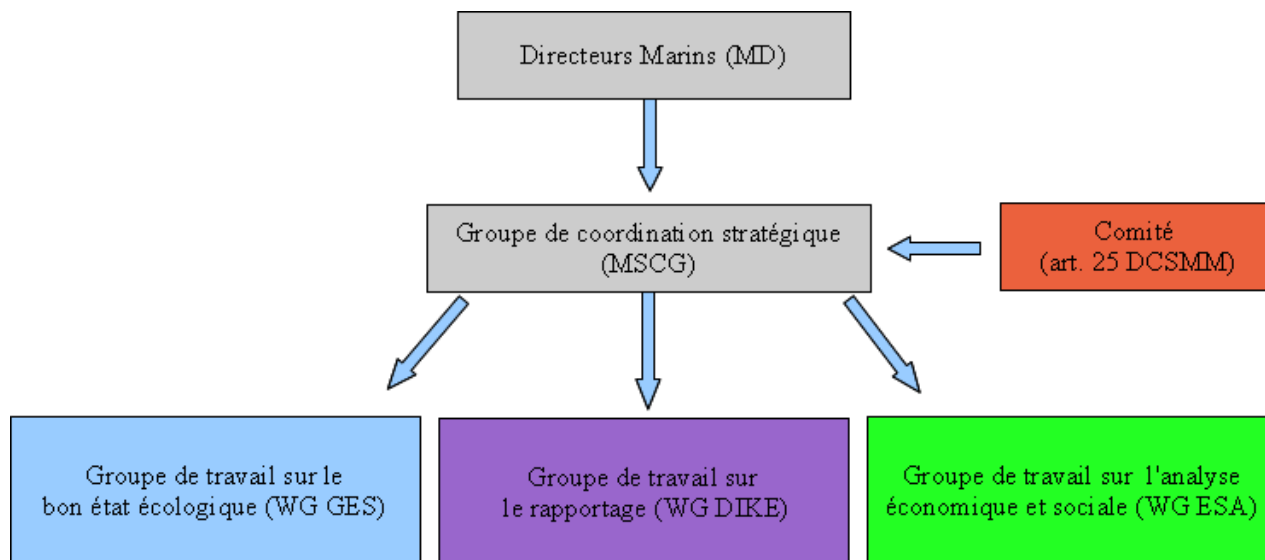 Directeurs Marins (MD)
Groupe de coordination stratégique
(MSCG)
Comité
(art. 25 DCSMM)
Groupe de travail sur le
bon état écologique (WG GES)
Groupe de travail sur
le rapportage (WG DIKE)
Groupe de travail sur l'analyse
économique et sociale (WG ESA)